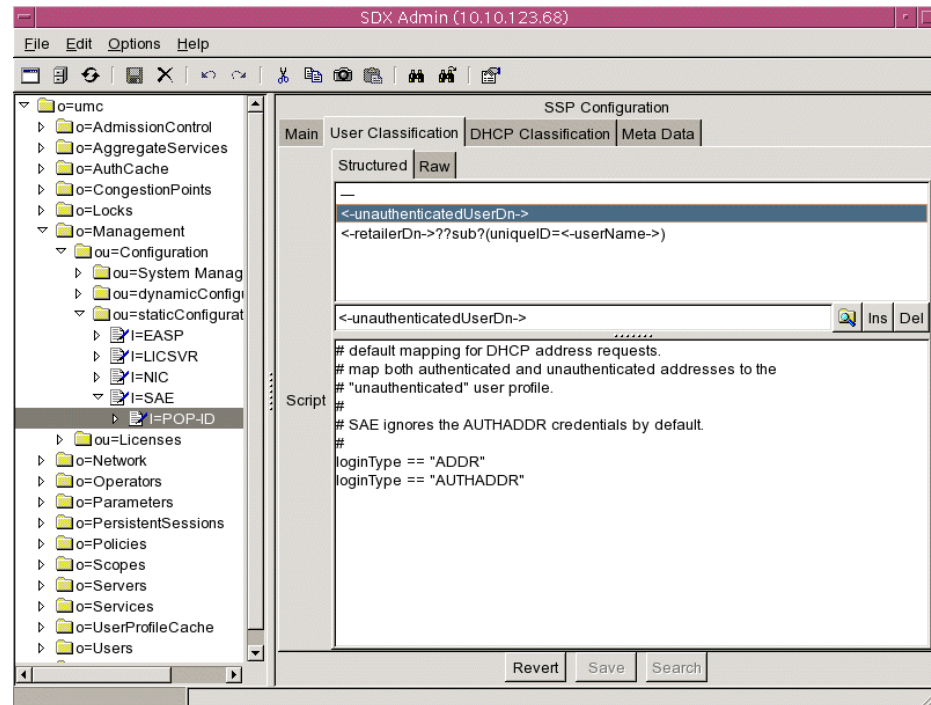 SDX Admin (10.10.123.68)
File Edit Options Help
o=umc
o=AdmissionControl
o=AggregateServices
o=AuthCache
o=CongestionPoints
o=Locks
o=Management
ou=Configuration
ou=System Manag
ou=dynamicConfigu
ou=staticConfigurat
l=EASP
l=LICSVR
l=NIC
l=SAE
l=POP-ID
ou=Licenses
o=Network
o=Operators
o=Parameters
o=PersistentSessions
o=Policies
o=Scopes
o=Servers
o=Services
o=UserProfileCache
o=Users
SSP Configuration
Main User Classification DHCP Classification Meta Data
Structured Raw
—
<-unauthenticatedUserDn->
<-retailerDn->??sub?(uniqueID=<-userName->)
<-unauthenticatedUserDn-> Ins Del
Script
# default mapping for DHCP address requests.
# map both authenticated and unauthenticated addresses to the
# "unauthenticated" user profile.
#
# SAE ignores the AUTHADDR credentials by default.
#
loginType == "ADDR"
loginType == "AUTHADDR"
Revert Save Search